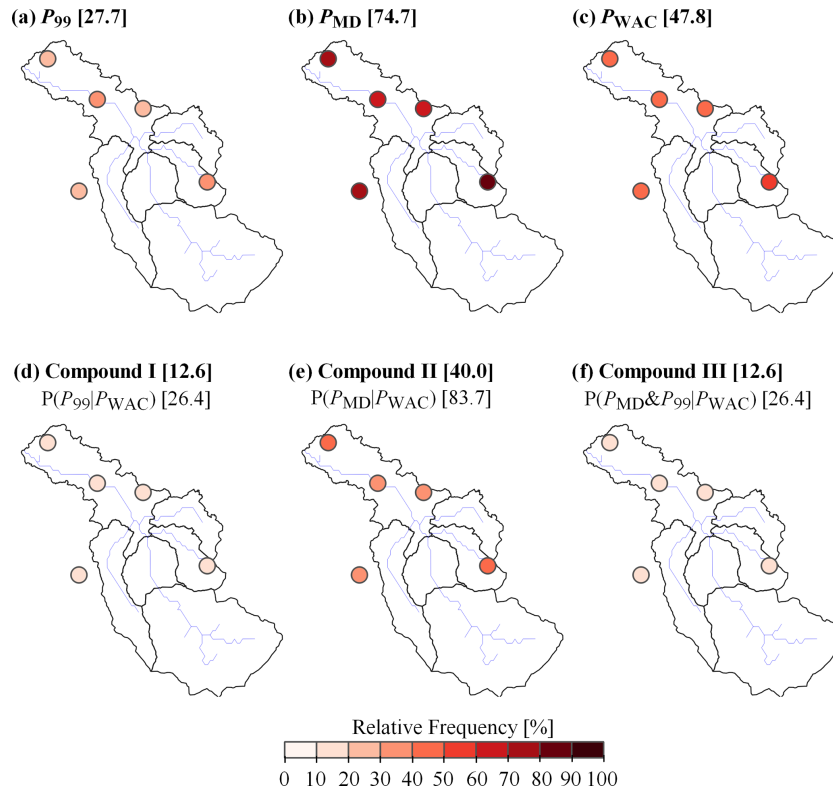 (a) P99 [27.7]
(b) PMD [74.7]
(c) PWAC [47.8]
(d) Compound I [12.6]
P(P99|PWAC) [26.4]
(e) Compound II [40.0]
P(PMD|PWAC) [83.7]
(f) Compound III [12.6]
P(PMD&P99|PWAC) [26.4]
Relative Frequency [%]
0 10 20 30 40 50 60 70 80 90 100